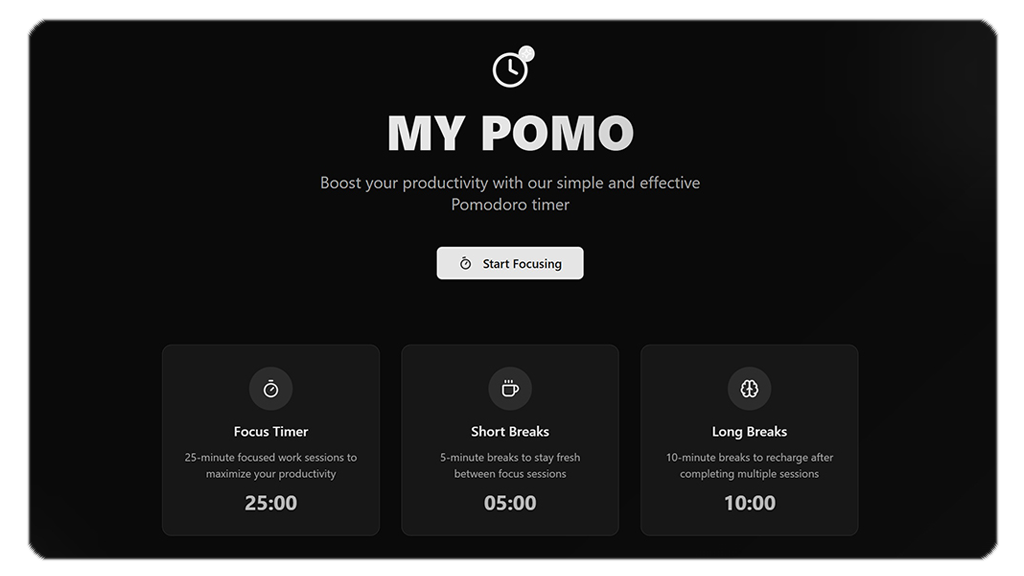 MY POMO
Boost your productivity with our simple and effective
Pomodoro timer
Start Focusing
Focus Timer
25-minute focused work sessions to
maximize your productivity
25:00
Short Breaks
5-minute breaks to stay fresh
between focus sessions
05:00
Long Breaks
10-minute breaks to recharge after
completing multiple sessions
10:00